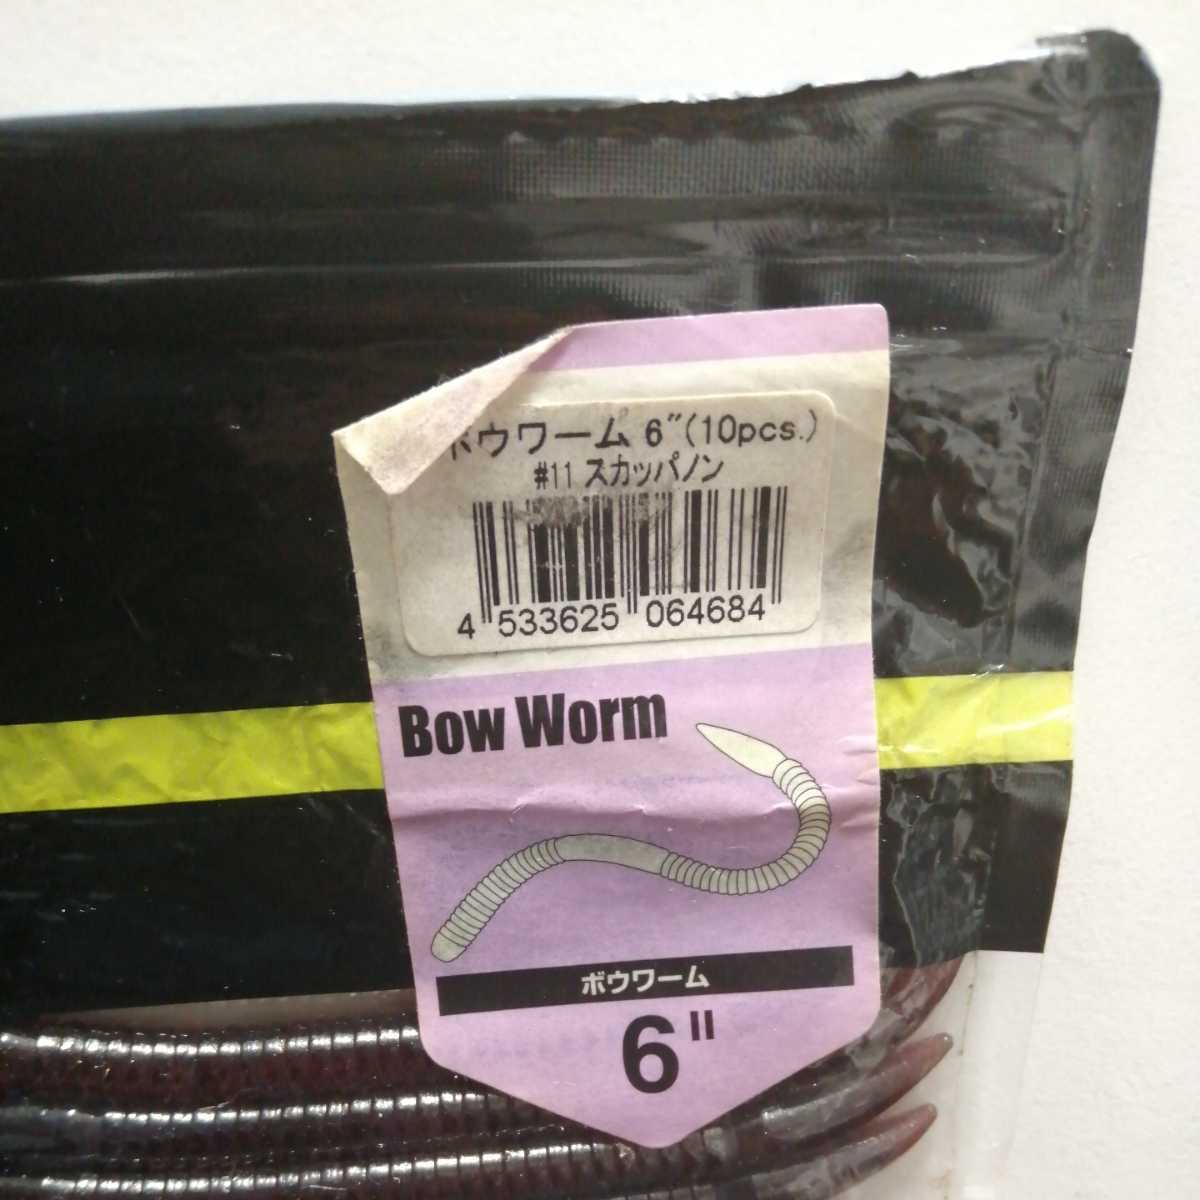 ボウワーム 6"(10pcs.)
#11 スカッパノン
4 533625 064684
Bow Worm
ボウワーム
6"